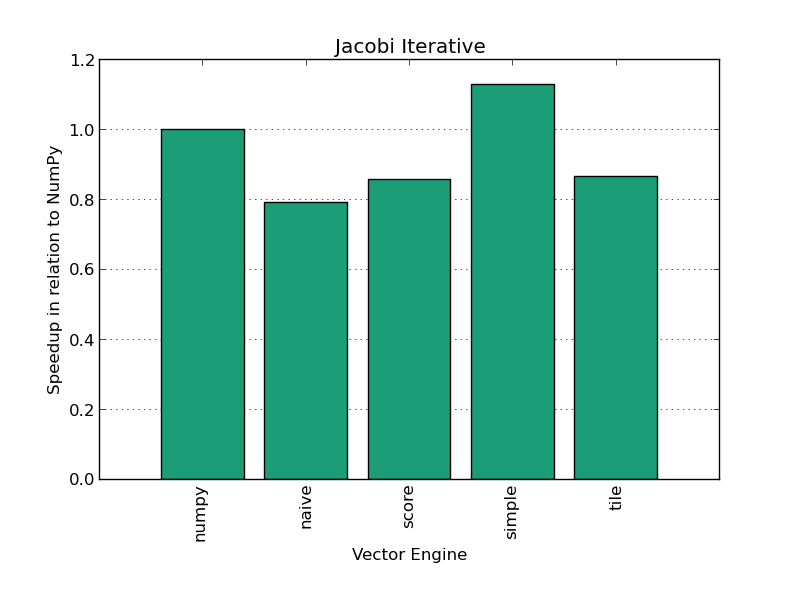 Jacobi Iterative
1.2
1.0
0.8
0.6
0.4
0.2
0.0
Speedup in relation to NumPy
numpy
naive
score
simple
tile
Vector Engine